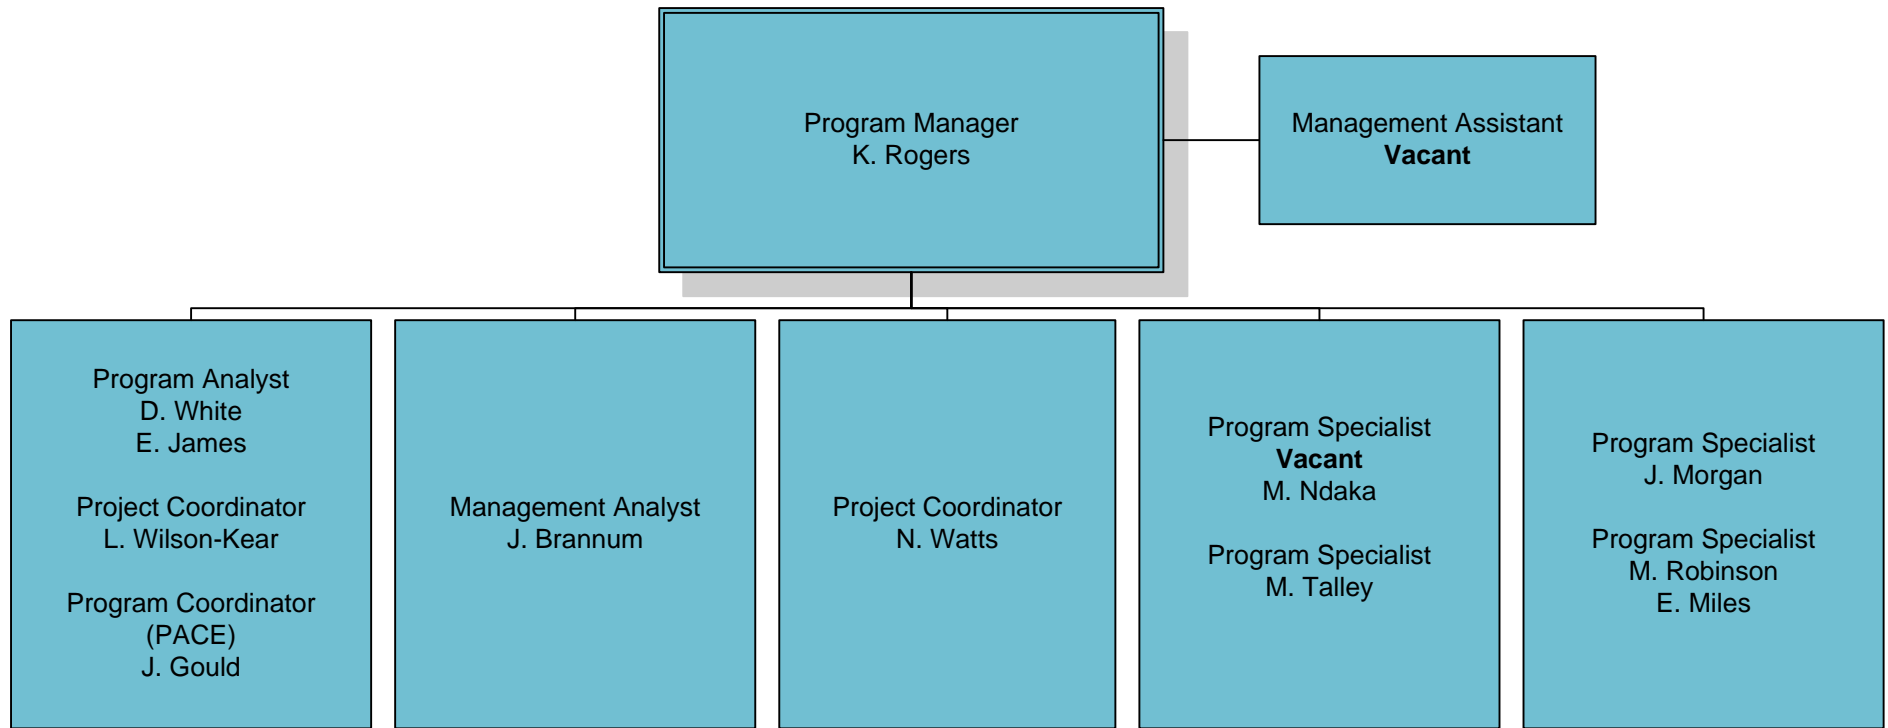 Program Manager
K. Rogers
Management Assistant
Vacant
Program Analyst
D. White
E. James
Project Coordinator
L. Wilson-Kear
Program Coordinator
(PACE)
J. Gould
Management Analyst
J. Brannum
Project Coordinator
N. Watts
Program Specialist
Vacant
M. Ndaka
Program Specialist
M. Talley
Program Specialist
J. Morgan
Program Specialist
M. Robinson
E. Miles